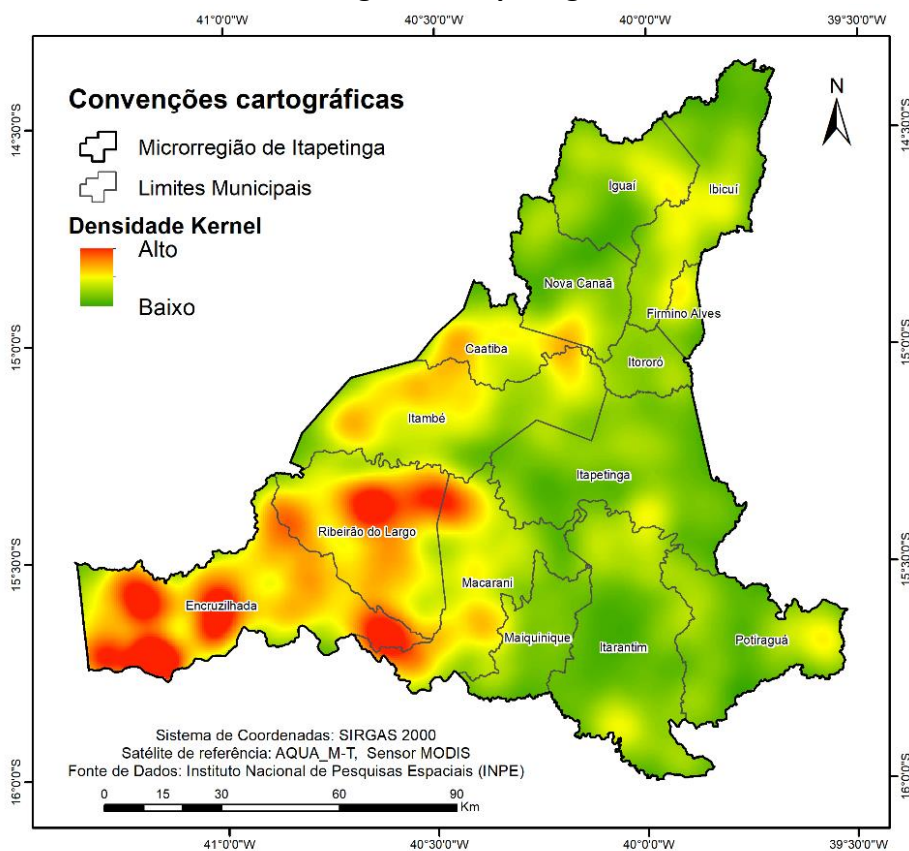 41°0'0"W 40°30'0"W 40°0'0"W 39°30'0"W
N
Convenções cartográficas
Microrregião de Itapetinga
Limites Municipais
Densidade Kernel
Alto
Baixo
14°30'0"S 14°30'0"S
Iguaí
Ibicuí
Nova Canaã
Firmino Alves
15°0'0"S 15°0'0"S
Caatiba
Itororó
Itambé
Itapetinga
Ribeirão do Largo
15°30'0"S 15°30'0"S
Macarani
Encruzilhada
Maiquinique
Itarantim
Potiraguá
Sistema de Coordenadas: SIRGAS 2000
Satélite de referência: AQUA_M-T, Sensor MODIS
Fonte de Dados: Instituto Nacional de Pesquisas Espaciais (INPE)
16°0'0"S 16°0'0"S
0 15 30 60 90
Km
41°0'0"W 40°30'0"W 40°0'0"W 39°30'0"W